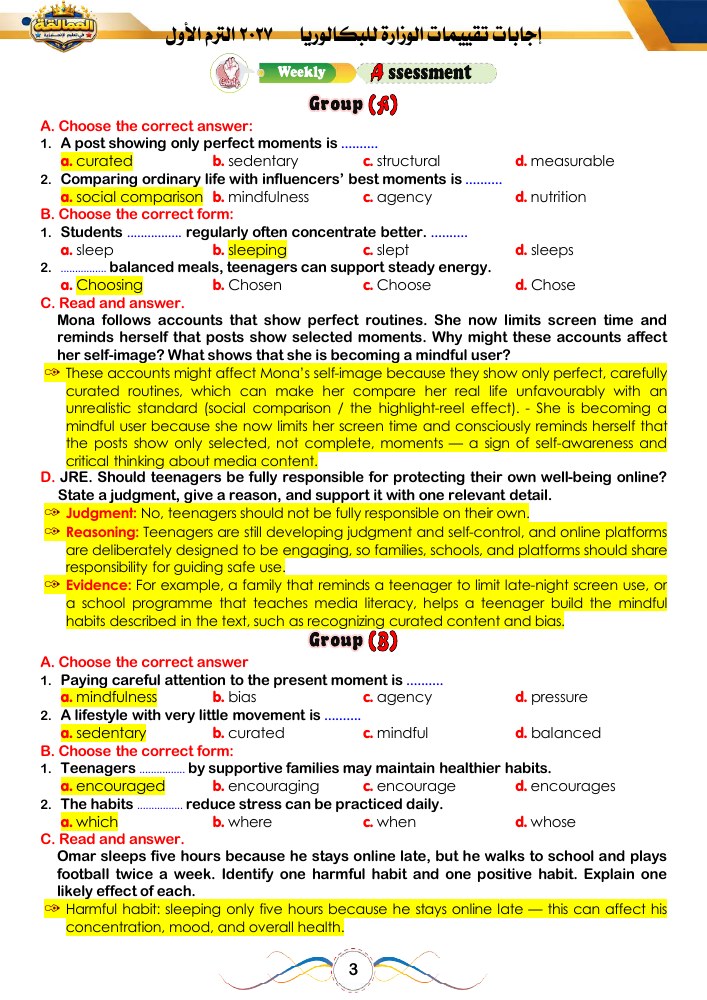 العمالقة
في تعليم الإنجليزية
إجابات تقييمات الوزارة للبكالوريا ٢٠٢٧ الترم الأول
Weekly Assessment
Group (A)
A. Choose the correct answer:
1. A post showing only perfect moments is ..........
a. curated b. sedentary c. structural d. measurable
2. Comparing ordinary life with influencers’ best moments is ..........
a. social comparison b. mindfulness c. agency d. nutrition
B. Choose the correct form:
1. Students ................ regularly often concentrate better. ..........
a. sleep b. sleeping c. slept d. sleeps
2. ................ balanced meals, teenagers can support steady energy.
a. Choosing b. Chosen c. Choose d. Chose
C. Read and answer.
Mona follows accounts that show perfect routines. She now limits screen time and
reminds herself that posts show selected moments. Why might these accounts affect
her self-image? What shows that she is becoming a mindful user?
These accounts might affect Mona’s self-image because they show only perfect, carefully
curated routines, which can make her compare her real life unfavourably with an
unrealistic standard (social comparison / the highlight-reel effect). - She is becoming a
mindful user because she now limits her screen time and consciously reminds herself that
the posts show only selected, not complete, moments — a sign of self-awareness and
critical thinking about media content.
D. JRE. Should teenagers be fully responsible for protecting their own well-being online?
State a judgment, give a reason, and support it with one relevant detail.
Judgment: No, teenagers should not be fully responsible on their own.
Reasoning: Teenagers are still developing judgment and self-control, and online platforms
are deliberately designed to be engaging, so families, schools, and platforms should share
responsibility for guiding safe use.
Evidence: For example, a family that reminds a teenager to limit late-night screen use, or
a school programme that teaches media literacy, helps a teenager build the mindful
habits described in the text, such as recognizing curated content and bias.
Group (B)
A. Choose the correct answer
1. Paying careful attention to the present moment is ..........
a. mindfulness b. bias c. agency d. pressure
2. A lifestyle with very little movement is ..........
a. sedentary b. curated c. mindful d. balanced
B. Choose the correct form:
1. Teenagers ................ by supportive families may maintain healthier habits.
a. encouraged b. encouraging c. encourage d. encourages
2. The habits ................ reduce stress can be practiced daily.
a. which b. where c. when d. whose
C. Read and answer.
Omar sleeps five hours because he stays online late, but he walks to school and plays
football twice a week. Identify one harmful habit and one positive habit. Explain one
likely effect of each.
Harmful habit: sleeping only five hours because he stays online late — this can affect his
concentration, mood, and overall health.
3